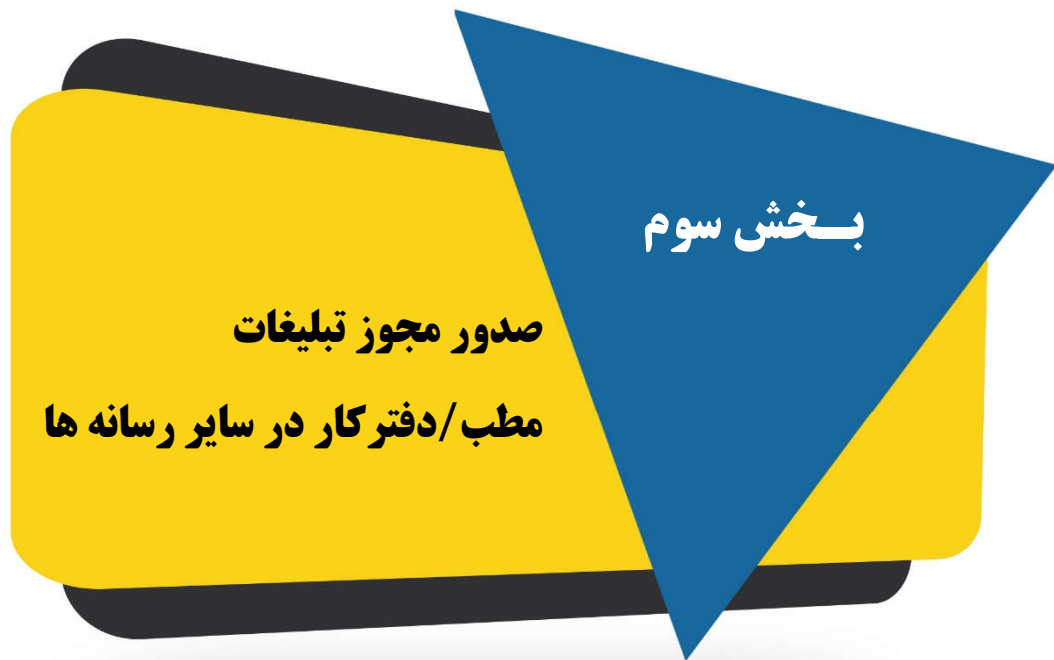 بـــخش سوم
صدور مجوز تبلیغات
مطب/دفترکار در سایر رسانه ها